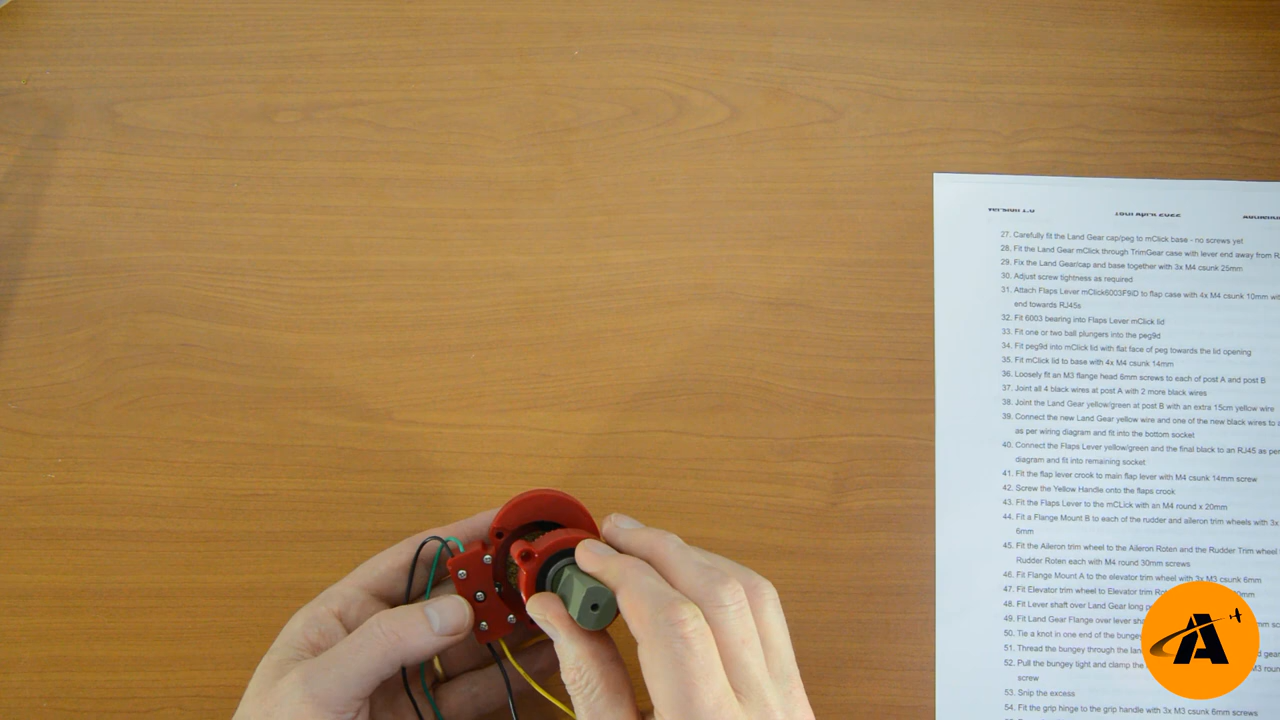 27. Carefully fit the Land Gear cap/peg to mClick base - no screws yet
28. Fit the Land Gear mClick through TrimGear case with lever end away from
29. Fix the Land Gear/cap and base together with 3x M4 csunk 25mm
30. Adjust screw tightness as required
31. Attach Flaps Lever mClick6003F9ID to flap case with 4x M4 csunk 10mm
end towards RJ45s
32. Fit 6003 bearing into Flaps Lever mClick lid
33. Fit one or two ball plungers into the peg9d
34. Fit peg9d into mClick lid with flat face of peg towards the lid opening
35. Fit mClick lid to base with 4x M4 csunk 14mm
36. Loosely fit an M3 flange head 6mm screws to each of post A and post B
37. Joint all 4 black wires at post A with 2 more black wires
38. Joint the Land Gear yellow/green at post B with an extra 15cm yellow wire
39. Connect the new Land Gear yellow wire and one of the new black wires to
as per wiring diagram and fit into the bottom socket
40. Connect the Flaps Lever yellow/green and the final black to an RJ45 as per
diagram and fit into remaining socket
41. Fit the flap lever crook to main flap lever with M4 csunk 14mm screw
42. Screw the Yellow Handle onto the flaps crook
43. Fit the Flaps Lever to the mCLick with an M4 round x 20mm
44. Fit a Flange Mount B to each of the rudder and aileron trim wheels with 3x
6mm
45. Fit the Aileron trim wheel to the Aileron Roten and the Rudder Trim wheel
Rudder Roten each with M4 round 30mm screws
46. Fit Flange Mount A to the elevator trim wheel with 3x M3 csunk 6mm
47. Fit Elevator trim wheel to Elevator trim
48. Fit Lever shaft over Land Gear long
49. Fit Land Gear Flange over lever
50. Tie a knot in one end of the
51. Thread the bungey through the
52. Pull the bungey tight and clamp the
screw
53. Snip the excess
54. Fit the grip hinge to the grip handle with 3x M3 csunk 6mm screws